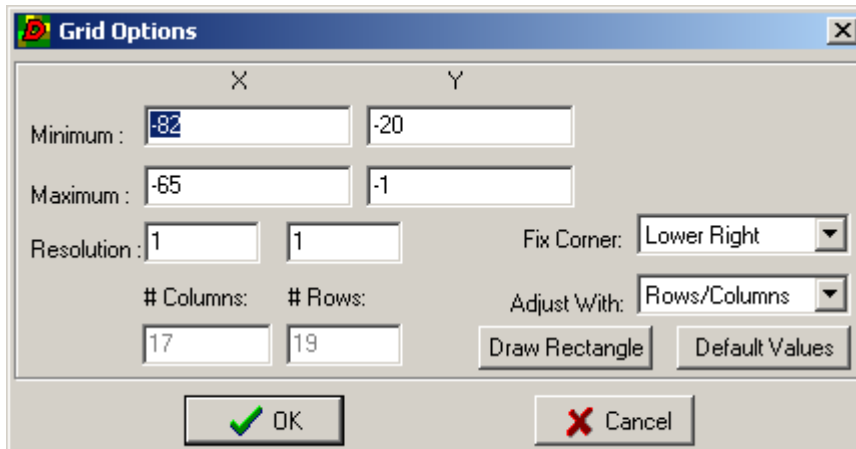 Grid Options
X Y
Minimum : -82 -20
Maximum : -65 -1
Resolution : 1 1 Fix Corner: Lower Right
# Columns: # Rows: Adjust With: Rows/Columns
17 19 Draw Rectangle Default Values
OK Cancel